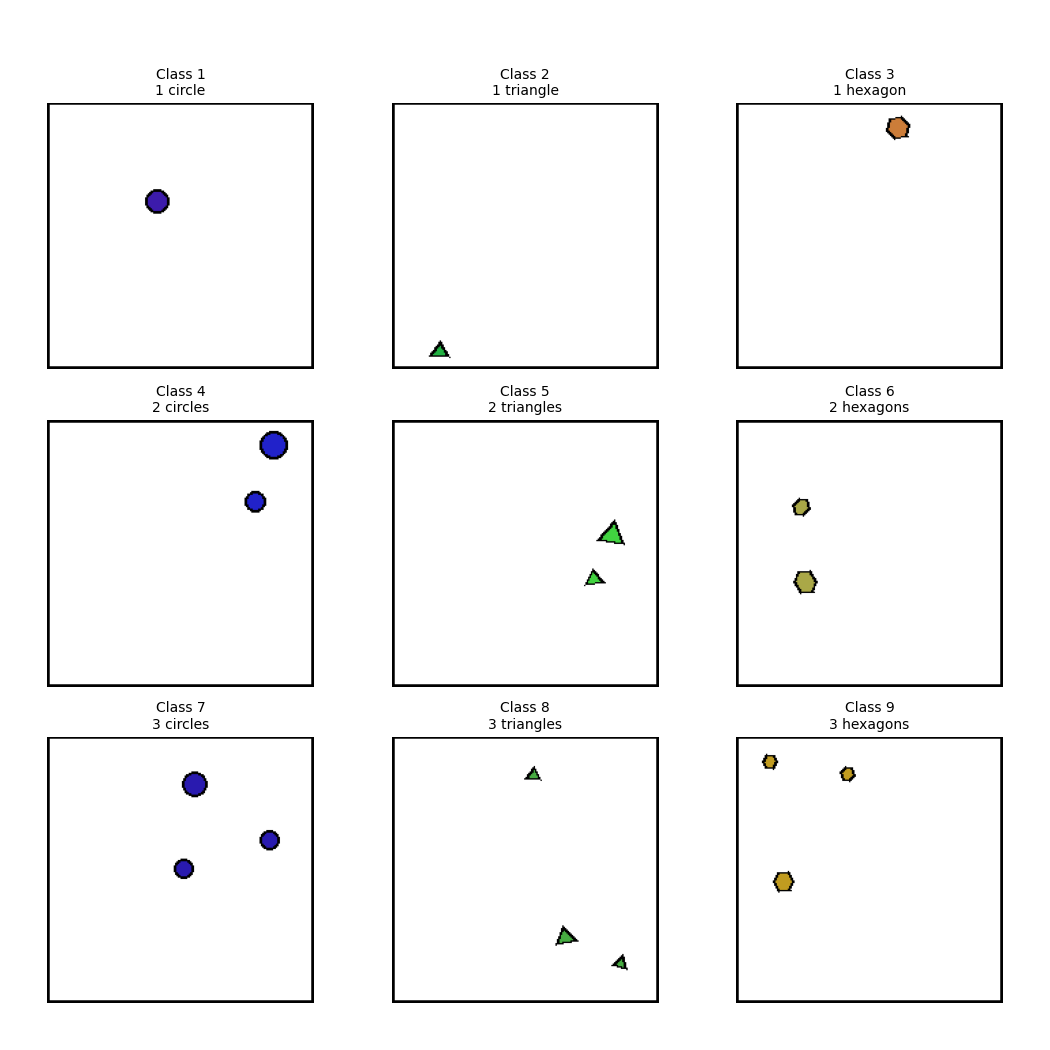 Class 1
1 circle
Class 2
1 triangle
Class 3
1 hexagon
Class 4
2 circles
Class 5
2 triangles
Class 6
2 hexagons
Class 7
3 circles
Class 8
3 triangles
Class 9
3 hexagons